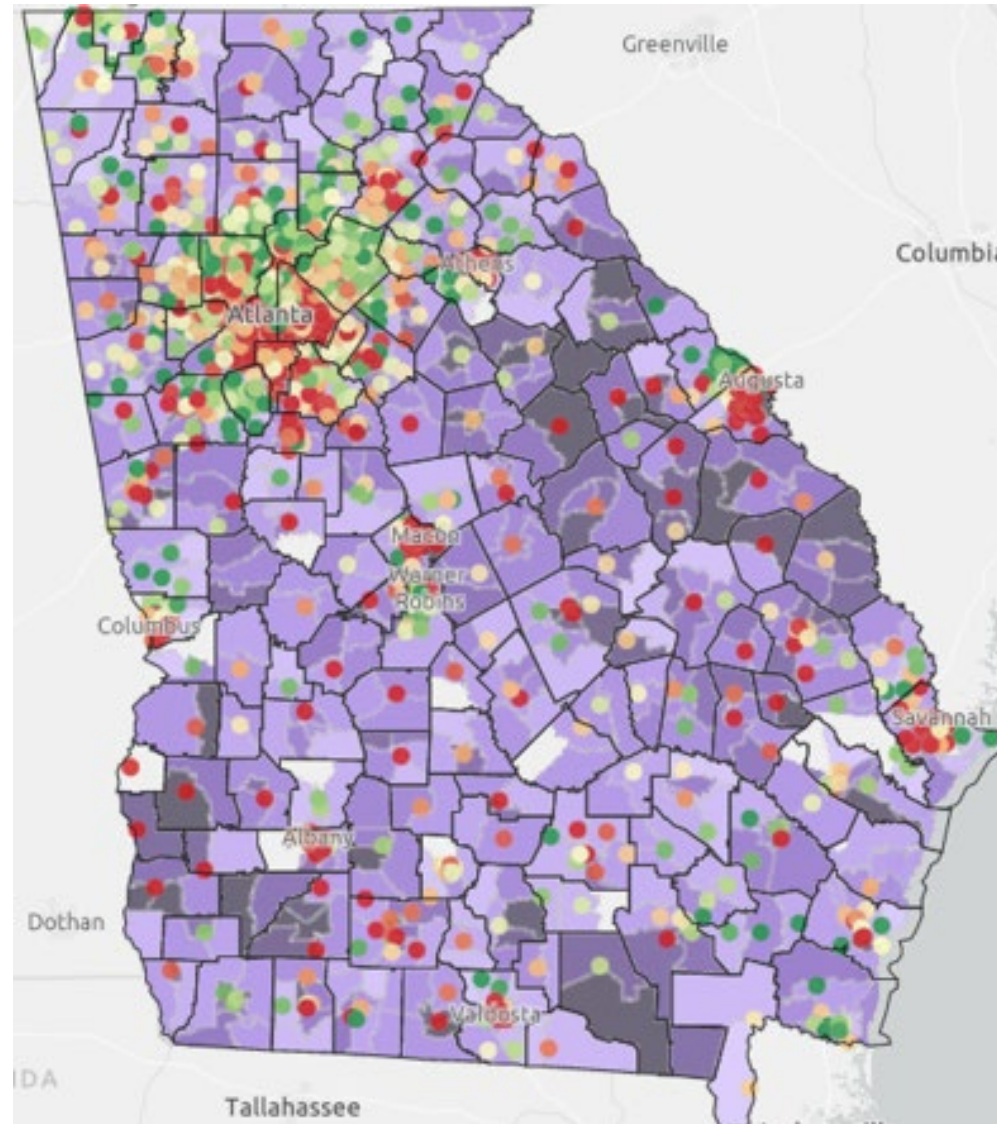 Greenville
Columbia
Athens
Atlanta
Augusta
Macon
Warner
Robins
Columbus
Savannah
Albany
Dothan
Valdosta
IDA
Tallahassee